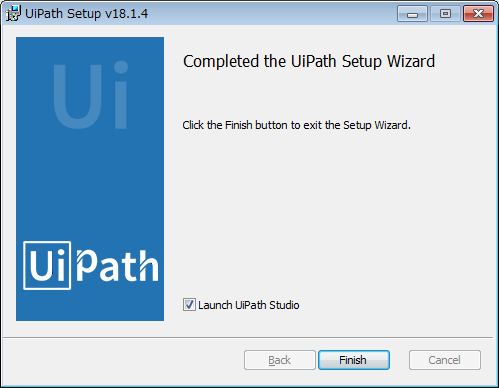 UiPath Setup v18.1.4
Ui
Completed the UiPath Setup Wizard
Click the Finish button to exit the Setup Wizard.
UiPath
Launch UiPath Studio
Back Finish Cancel